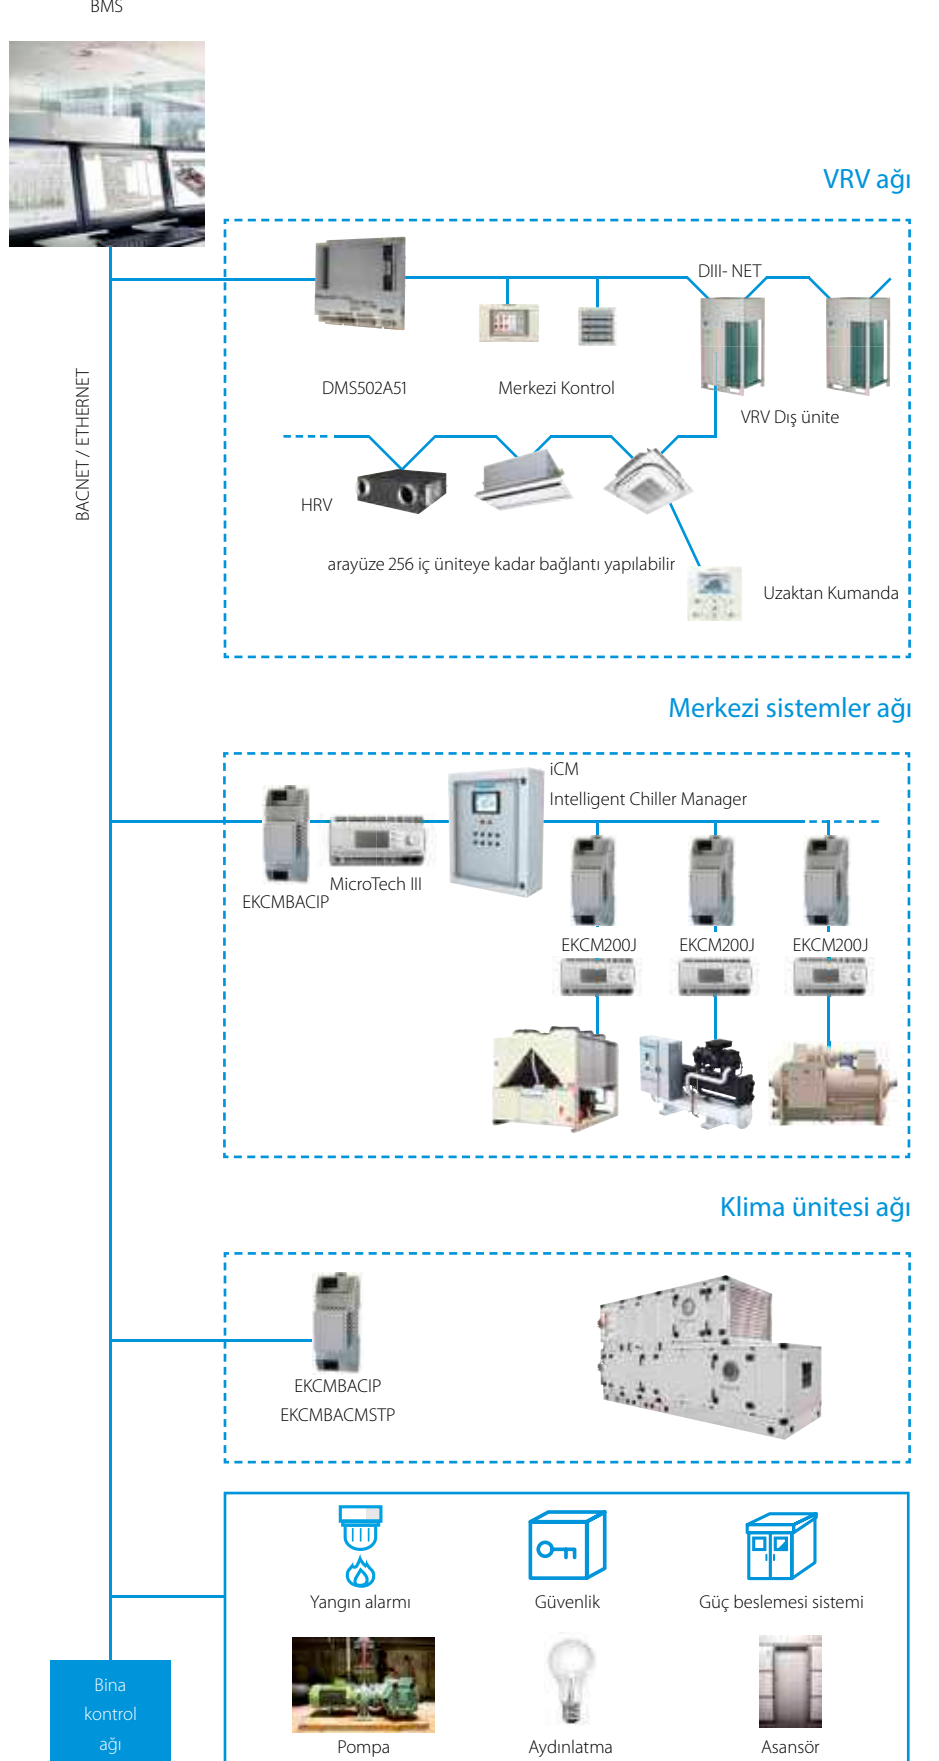 BMS
VRV ağı
DIII- NET
DMS502A51
Merkezi Kontrol
VRV Dış ünite
BACNET / ETHERNET
HRV
arayüze 256 iç üniteye kadar bağlantı yapılabilir
Uzaktan Kumanda
Merkezi sistemler ağı
iCM
Intelligent Chiller Manager
EKCMBACIP
MicroTech III
EKCM200J
EKCM200J
EKCM200J
Klima ünitesi ağı
EKCMBACIP
EKCMBACMSTP
Yangın alarmı
Güvenlik
Güç beslemesi sistemi
Bina
kontrol
ağı
Pompa
Aydınlatma
Asansör